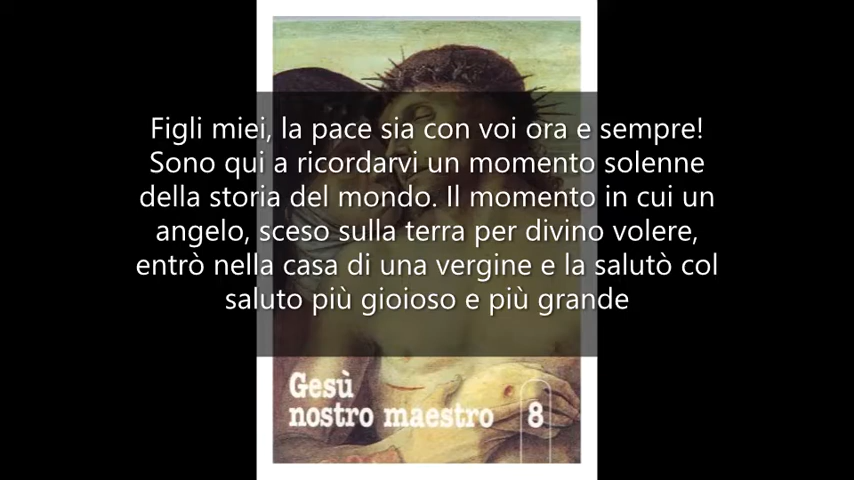 Figli miei, la pace sia con voi ora e sempre!
Sono qui a ricordarvi un momento solenne
della storia del mondo. Il momento in cui un
angelo, sceso sulla terra per divino volere,
entrò nella casa di una vergine e la salutò col
saluto più gioioso e più grande
Gesù
nostro maestro 8